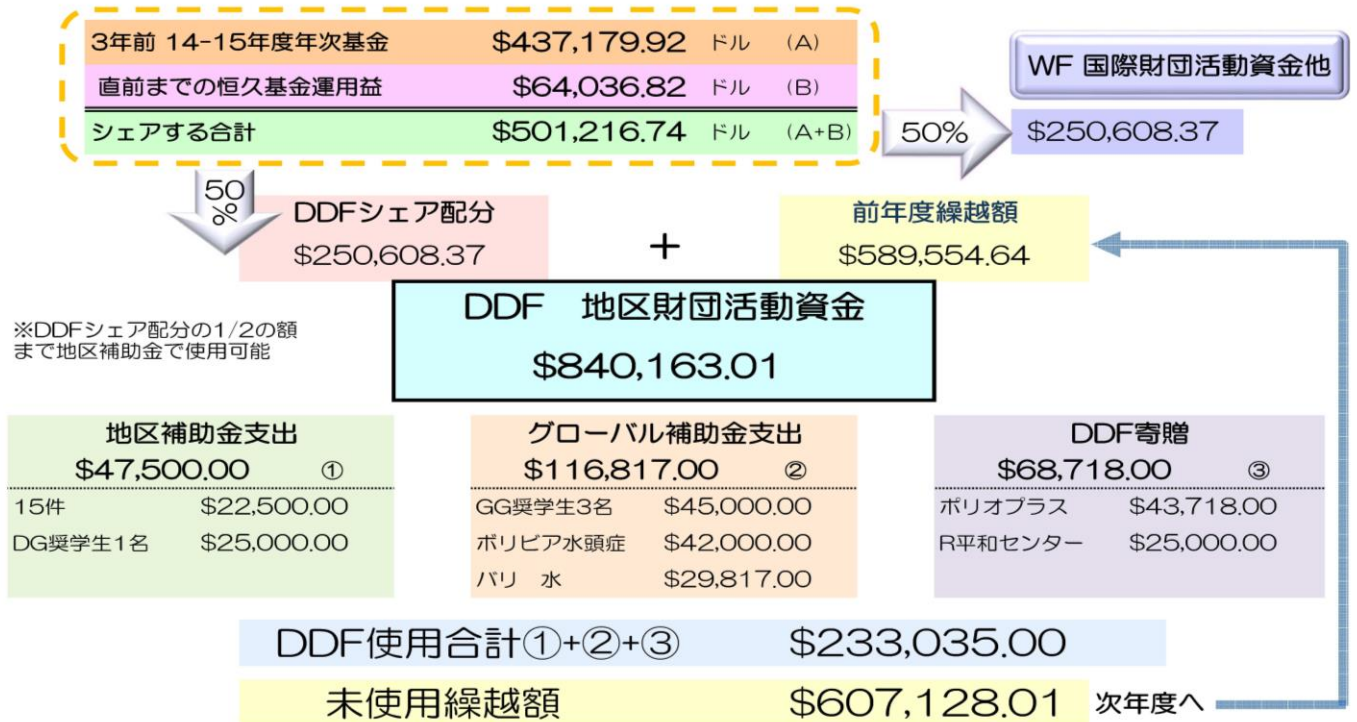 3年前 14-15年度年次基金 $437,179.92 ドル (A)
直前までの恒久基金運用益 $64,036.82 ドル (B)
シェアする合計 $501,216.74 ドル (A+B)
50%
WF 国際財団活動資金他
$250,608.37
50%
DDFシェア配分
$250,608.37
+
前年度繰越額
$589,554.64
※DDFシェア配分の1/2の額
まで地区補助金で使用可能
DDF 地区財団活動資金
$840,163.01
地区補助金支出
$47,500.00 ①
15件 $22,500.00
DG奨学生1名 $25,000.00
グローバル補助金支出
$116,817.00 ②
GG奨学生3名 $45,000.00
ボリビア水頭症 $42,000.00
バリ 水 $29,817.00
DDF寄贈
$68,718.00 ③
ポリオプラス $43,718.00
R平和センター $25,000.00
DDF使用合計①+②+③ $233,035.00
未使用繰越額 $607,128.01 次年度へ